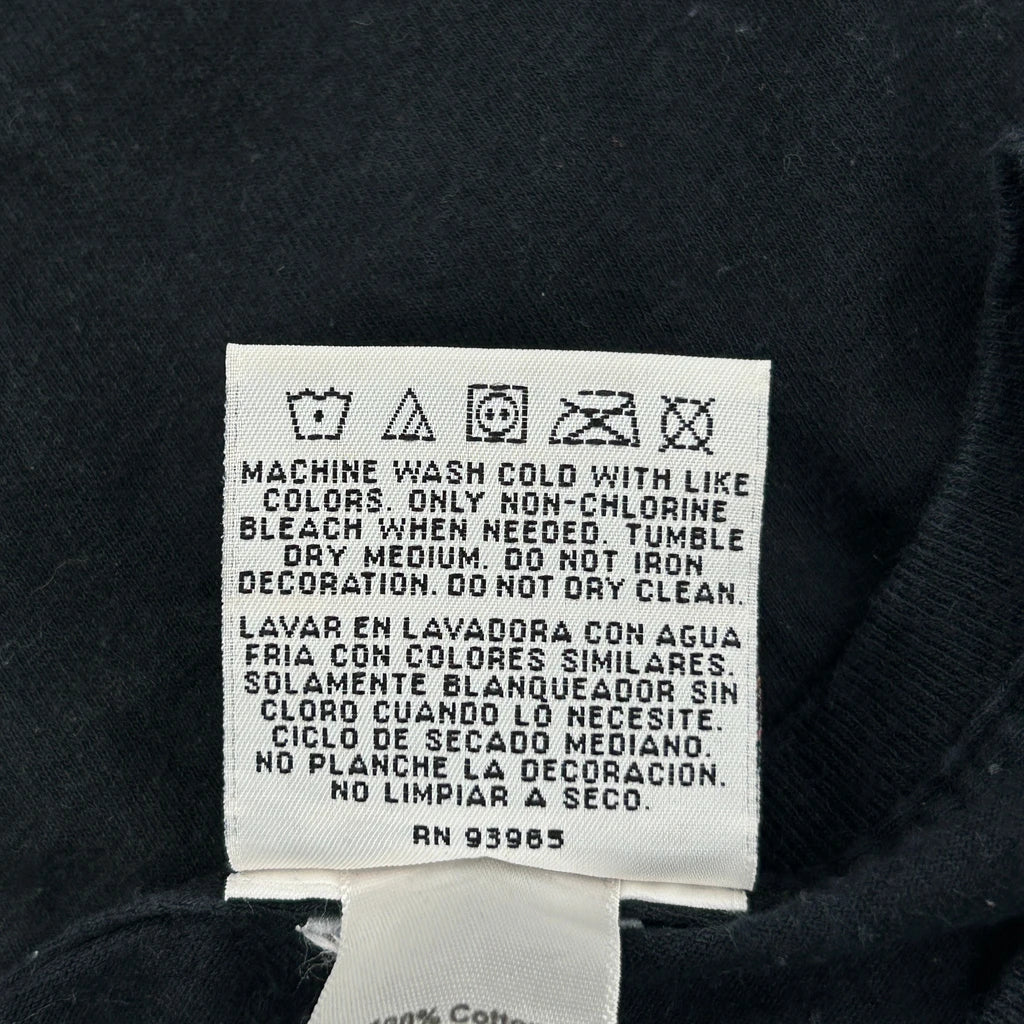 MACHINE WASH COLD WITH LIKE
COLORS. ONLY NON-CHLORINE
BLEACH WHEN NEEDED. TUMBLE
DRY MEDIUM. DO NOT IRON
DECORATION. DO NOT DRY CLEAN.
LAVAR EN LAVADORA CON AGUA
FRIA CON COLORES SIMILARES.
SOLAMENTE BLANQUEADOR SIN
CLORO CUANDO LO NECESITE.
CICLO DE SECADO MEDIANO.
NO PLANCHE LA DECORACION.
NO LIMPIAR A SECO.
RN 93985
100% Cotton